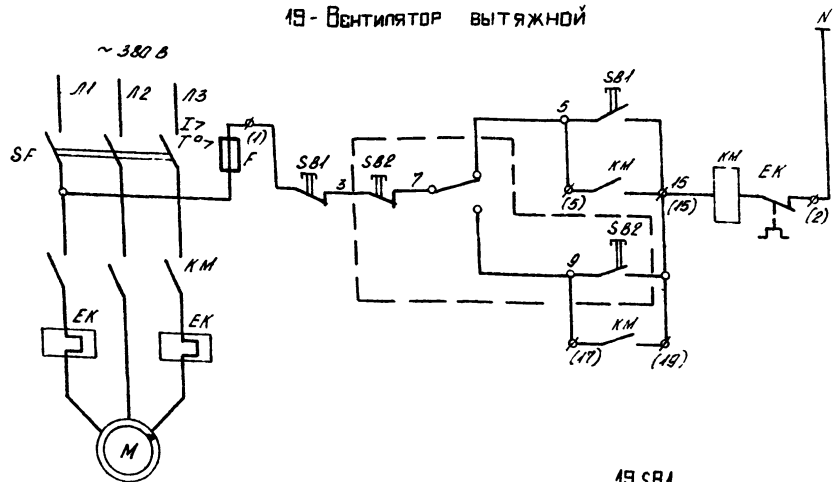 19 - Вентилятор вытяжной
N
~ 380 В
Л1 Л2 Л3
SF
I>
T°>
F
(1)
SB1
3
SB2
7
5
SB1
KM
(5)
15
(15)
KM
EK
(2)
SB2
9
KM
(17)
(19)
KM
EK
EK
M
19 SB1